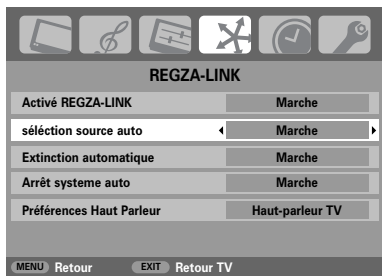 REGZA-LINK
Activé REGZA-LINK Marche
séléction source auto Marche
Extinction automatique Marche
Arrêt systeme auto Marche
Préférences Haut Parleur Haut-parleur TV
MENU Retour EXIT Retour TV